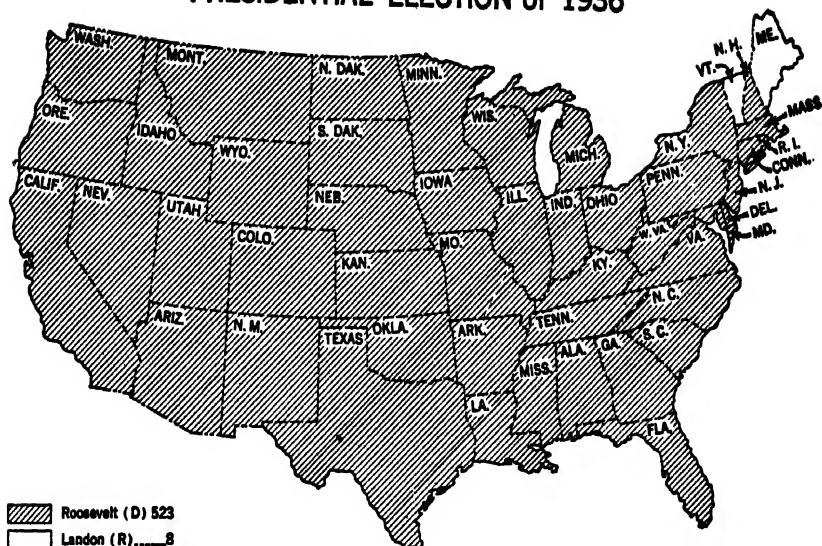 PRESIDENTIAL ELECTION of 1936
WASH.
MONT.
N. DAK.
MINN.
VT.
N. H.
ME.
ORE.
IDAHO
WYO.
S. DAK.
WIS.
MICH.
N. Y.
MASS
R. I.
CONN.
CALIF.
NEV.
UTAH
COLO.
NEB.
IOWA
ILL.
IND.
OHIO
PENN.
N. J.
DEL.
MD.
KAN.
MO.
KY.
W. VA.
VA.
ARIZ.
N. M.
TEXAS
OKLA.
ARK.
TENN.
N. C.
S. C.
MISS.
ALA.
GA.
LA.
FLA.
Roosevelt (D) 523
Landon (R).....8